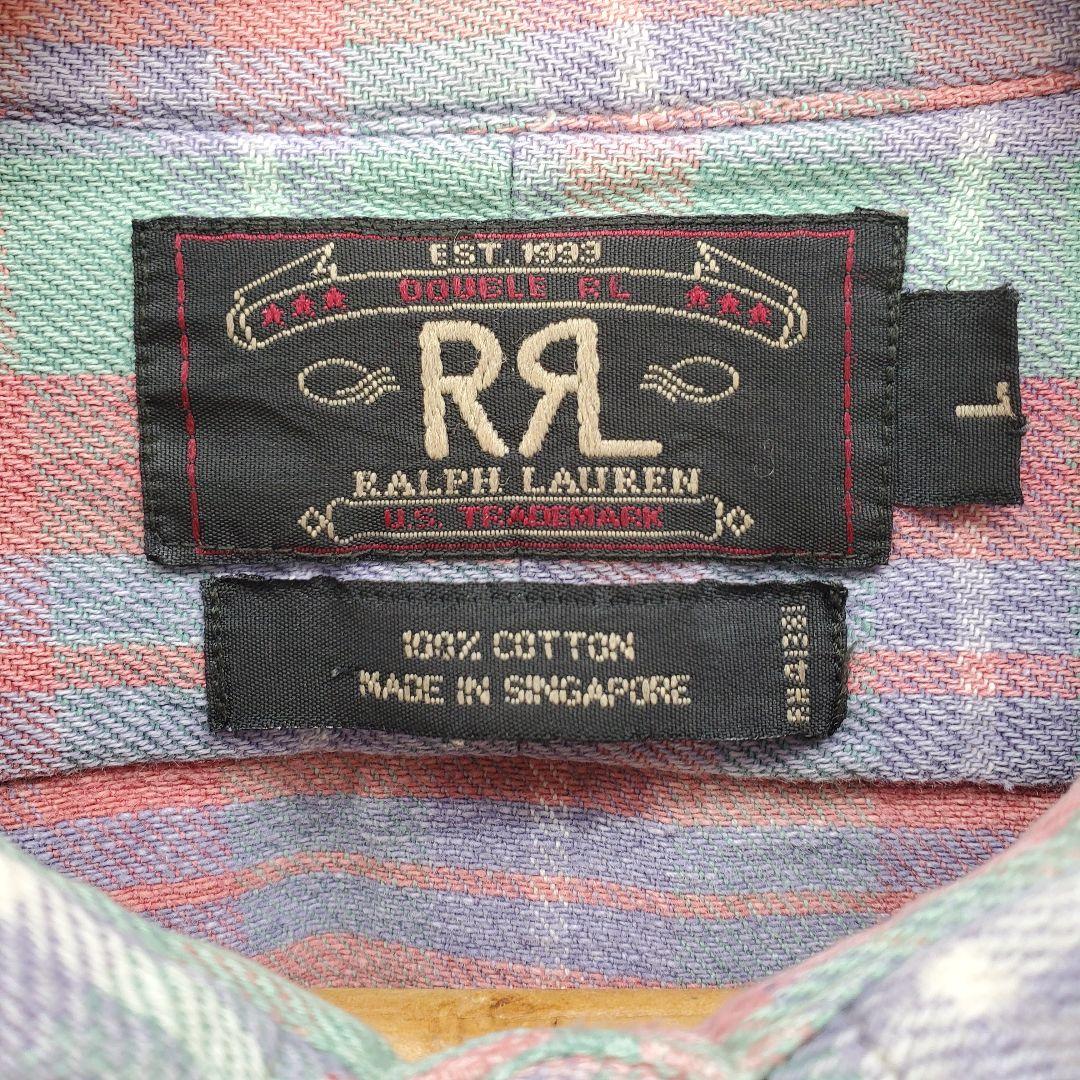 EST. 1993
DOUBLE RL
RRL
RALPH LAUREN
U.S. TRADEMARK
L
100% COTTON
MADE IN SINGAPORE